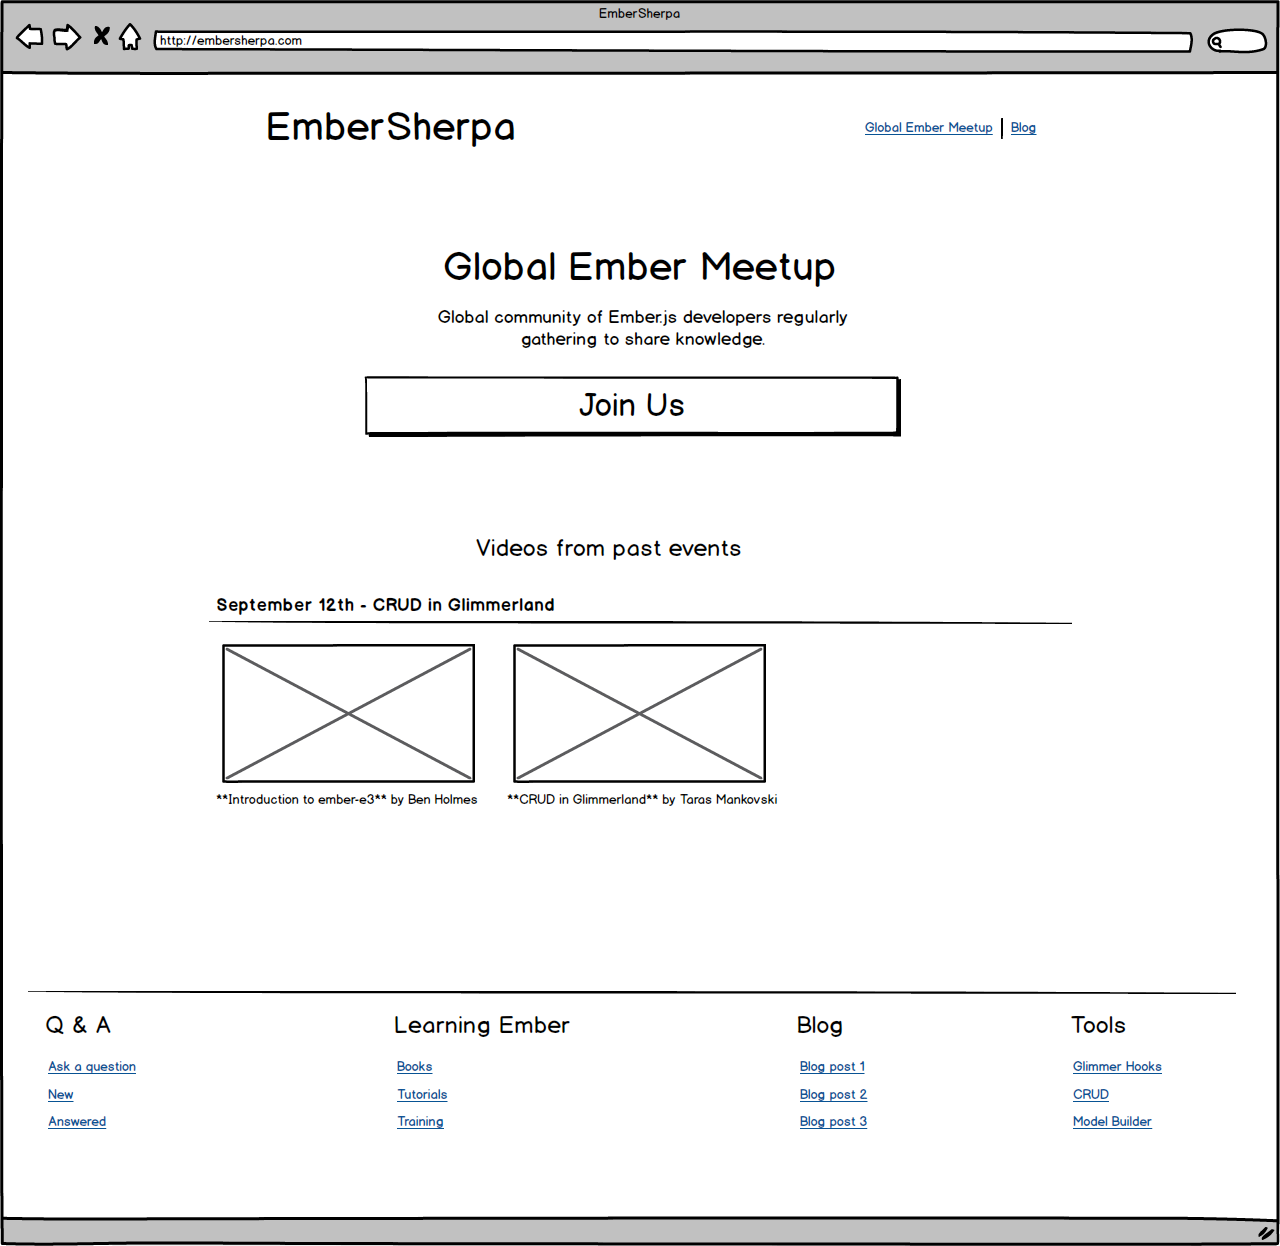 EmberSherpa
http://embersherpa.com
EmberSherpa
Global Ember Meetup | Blog
Global Ember Meetup
Global community of Ember.js developers regularly
gathering to share knowledge.
Join Us
Videos from past events
September 12th - CRUD in Glimmerland
**Introduction to ember-e3** by Ben Holmes
**CRUD in Glimmerland** by Taras Mankovski
Q & A
Ask a question
New
Answered
Learning Ember
Books
Tutorials
Training
Blog
Blog post 1
Blog post 2
Blog post 3
Tools
Glimmer Hooks
CRUD
Model Builder